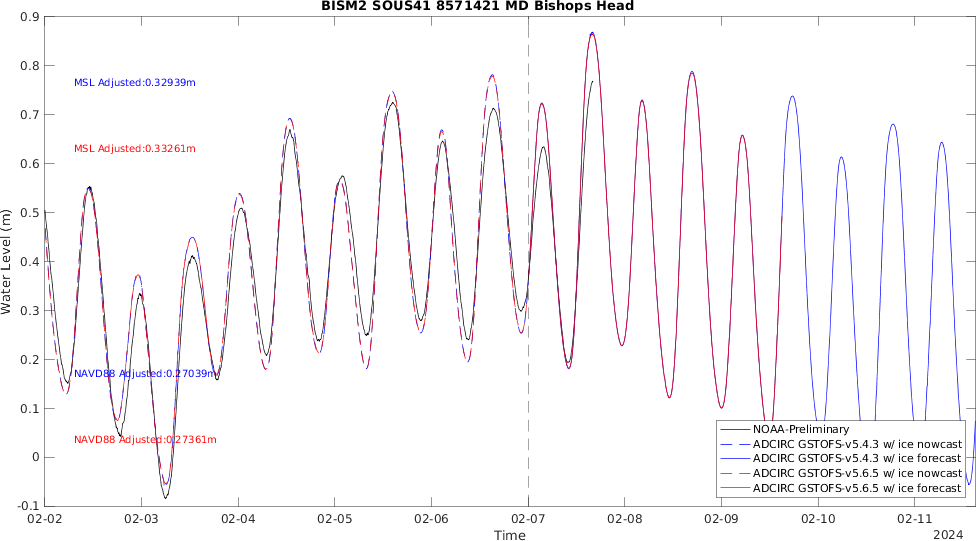 BISM2 SOUS41 8571421 MD Bishops Head
0.9
0.8
0.7
0.6
0.5
0.4
0.3
0.2
0.1
0
-0.1
Water Level (m)
MSL Adjusted:0.32939m
MSL Adjusted:0.33261m
NAVD88 Adjusted:0.27039m
NAVD88 Adjusted:0.27361m
NOAA-Preliminary
ADCIRC GSTOFS-v5.4.3 w/ ice nowcast
ADCIRC GSTOFS-v5.4.3 w/ ice forecast
ADCIRC GSTOFS-v5.6.5 w/ ice nowcast
ADCIRC GSTOFS-v5.6.5 w/ ice forecast
02-02 02-03 02-04 02-05 02-06 02-07 02-08 02-09 02-10 02-11
Time
2024